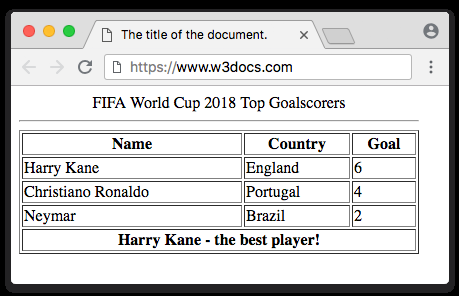 The title of the document.
https://www.w3docs.com
FIFA World Cup 2018 Top Goalscorers
Name Country Goal
Harry Kane England 6
Christiano Ronaldo Portugal 4
Neymar Brazil 2
Harry Kane - the best player!